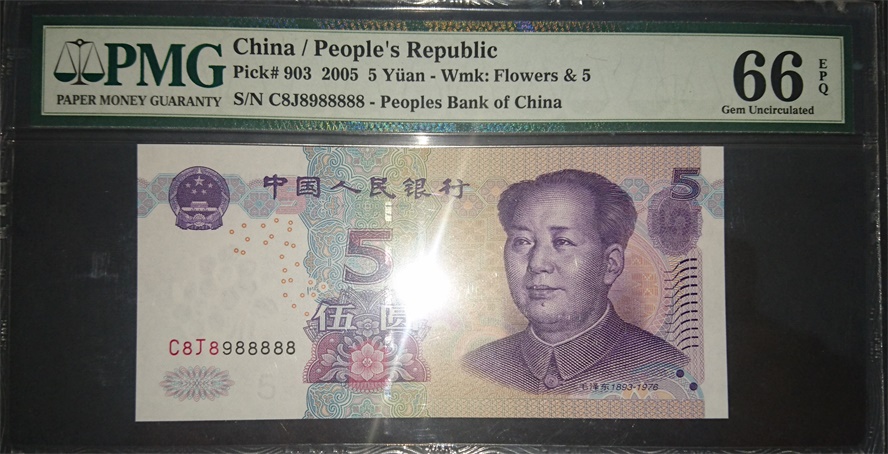 PMG
PAPER MONEY GUARANTY
China / People's Republic
Pick# 903 2005 5 Yüan - Wmk: Flowers & 5
S/N C8J8988888 - Peoples Bank of China
66
EPQ
Gem Uncirculated
中国人民银行
5
5
伍圆
C8J8988888
5
毛泽东1893-1976